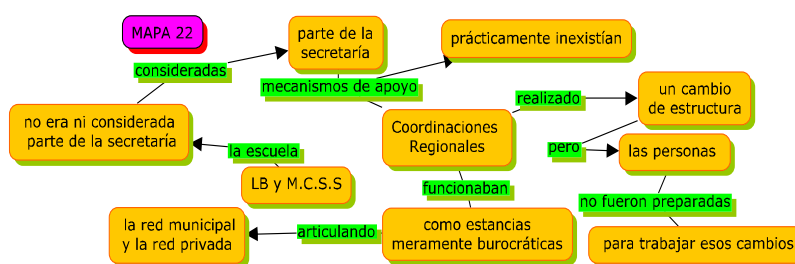 MAPA 22
parte de la
secretaría
prácticamente inexistían
consideradas
mecanismos de apoyo
realizado
un cambio
de estructura
no era ni considerada
parte de la secretaría
Coordinaciones
Regionales
pero
las personas
la escuela
LB y M.C.S.S
funcionaban
no fueron preparadas
la red municipal
y la red privada
articulando
como estancias
meramente burocráticas
para trabajar esos cambios